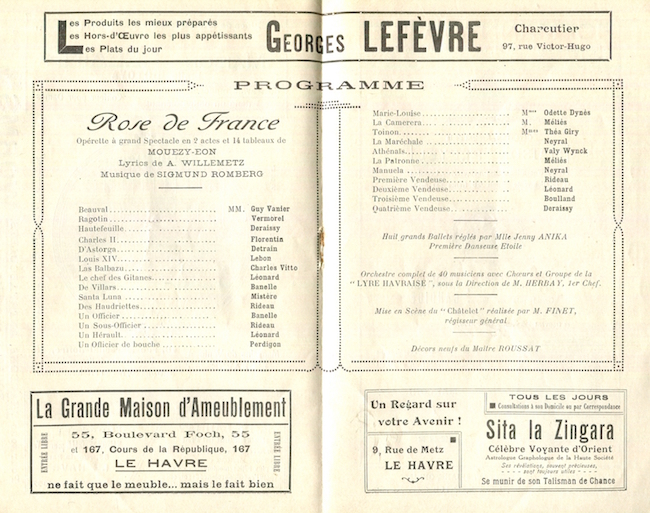 Les Produits les mieux préparés
Les Hors-d'Œuvre les plus appétissants
Les Plats du jour
GEORGES LEFÈVRE
Charcutier
97, rue Victor-Hugo
PROGRAMME
Rose de France
Opérette à grand Spectacle en 2 actes et 14 tableaux de
MOUEZY-EON
Lyrics de A. WILLEMETZ
Musique de SIGMUND ROMBERG
Beauval MM. Guy Vanier
Ragotin Vermorel
Hautefeuille Deraissy
Charles II Florentin
D'Astorga Detrain
Louis XIV Lebon
Las Balbazu Charles Vitto
Le chef des Gitanes Léonard
De Villars Banelle
Santa Luna Mistère
Des Haudriettes Rideau
Un Officier Banelle
Un Sous-Officier Rideau
Un Hérault Léonard
Un Officier de bouche Perdigon
Marie-Louise Mmes Odette Dynès
La Camerera M. Méliès
Toinon Mmes Théa Giry
La Maréchale Neyral
Athénaïs Valy Wynck
La Patronne Méliès
Manuela Neyral
Première Vendeuse Rideau
Deuxième Vendeuse Léonard
Troisième Vendeuse Boulland
Quatrième Vendeuse Deraissy
Huit grands Ballets réglés par Mlle Jenny ANIKA
Première Danseuse Etoile
Orchestre complet de 40 musiciens avec Chœurs et Groupe de la
" LYRE HAVRAISE ", sous la Direction de M. HERBAY, 1er Chef.
Mise en Scène du " Châtelet " réalisée par M. FINET,
régisseur général
Décors neufs du Maître ROUSSAT
La Grande Maison d'Ameublement
ENTRÉE LIBRE
55, Boulevard Foch, 55
et 167, Cours de la République, 167
LE HAVRE
ENTRÉE LIBRE
ne fait que le meuble... mais le fait bien
Un Regard sur
votre Avenir !
9, Rue de Metz
LE HAVRE
TOUS LES JOURS
Consultations à son Domicile ou par Correspondance
Sita la Zingara
Célèbre Voyante d'Orient
Astrologue Graphologue de la Haute Société
Ses révélations, souvent précieuses,
sont toujours utiles
Se munir de son Talisman de Chance